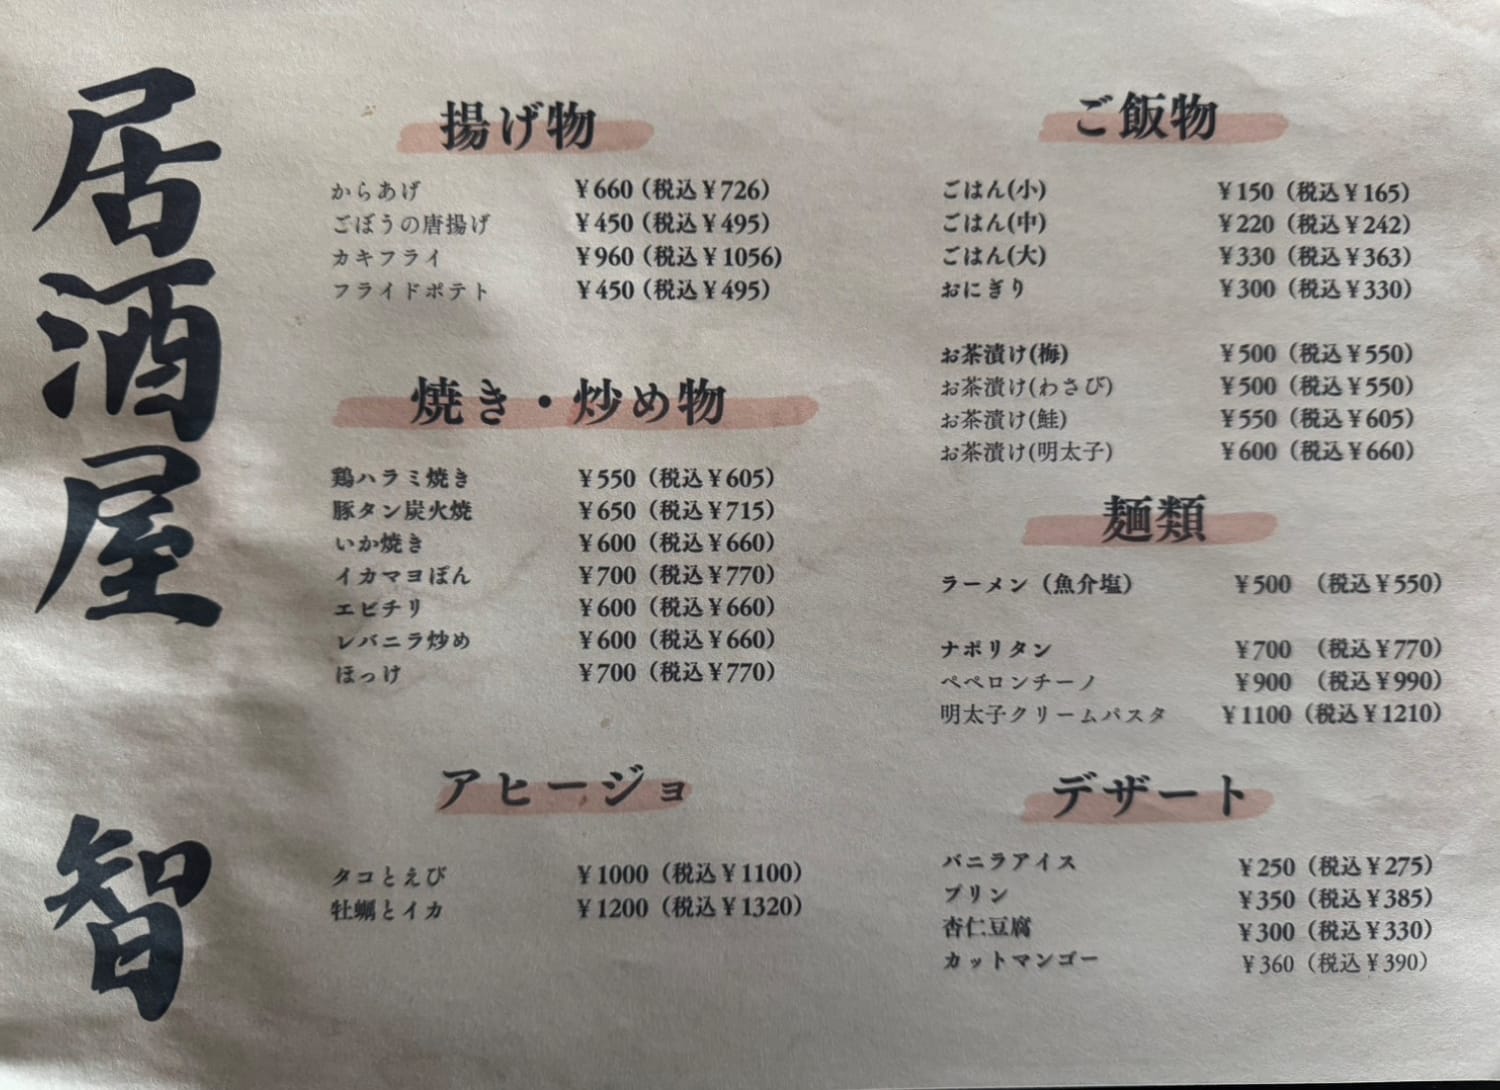 居酒屋 智
揚げ物
からあげ ¥660（税込¥726）
ごぼうの唐揚げ ¥450（税込¥495）
カキフライ ¥960（税込¥1056)
フライドポテト ¥450（税込¥495）
焼き・炒め物
鶏ハラミ焼き ¥550（税込¥605）
豚タン炭火焼 ¥650（税込¥715）
いか焼き ¥600（税込¥660）
イカマヨぽん ¥700（税込¥770）
エビチリ ¥600（税込¥660）
レバニラ炒め ¥600（税込¥660）
ほっけ ¥700（税込¥770）
アヒージョ
タコとえび ¥1000（税込¥1100）
牡蠣とイカ ¥1200（税込¥1320）
ご飯物
ごはん(小) ¥150（税込¥165）
ごはん(中) ¥220（税込¥242）
ごはん(大) ¥330（税込¥363）
おにぎり ¥300（税込¥330）
お茶漬け(梅) ¥500（税込¥550）
お茶漬け(わさび) ¥500（税込¥550）
お茶漬け(鮭) ¥550（税込¥605）
お茶漬け(明太子) ¥600（税込¥660）
麺類
ラーメン（魚介塩） ¥500 （税込¥550）
ナポリタン ¥700 （税込¥770）
ペペロンチーノ ¥900 （税込¥990）
明太子クリームパスタ ¥1100（税込¥1210）
デザート
バニラアイス ¥250（税込¥275）
プリン ¥350（税込¥385）
杏仁豆腐 ¥300（税込¥330）
カットマンゴー ¥360（税込¥390）